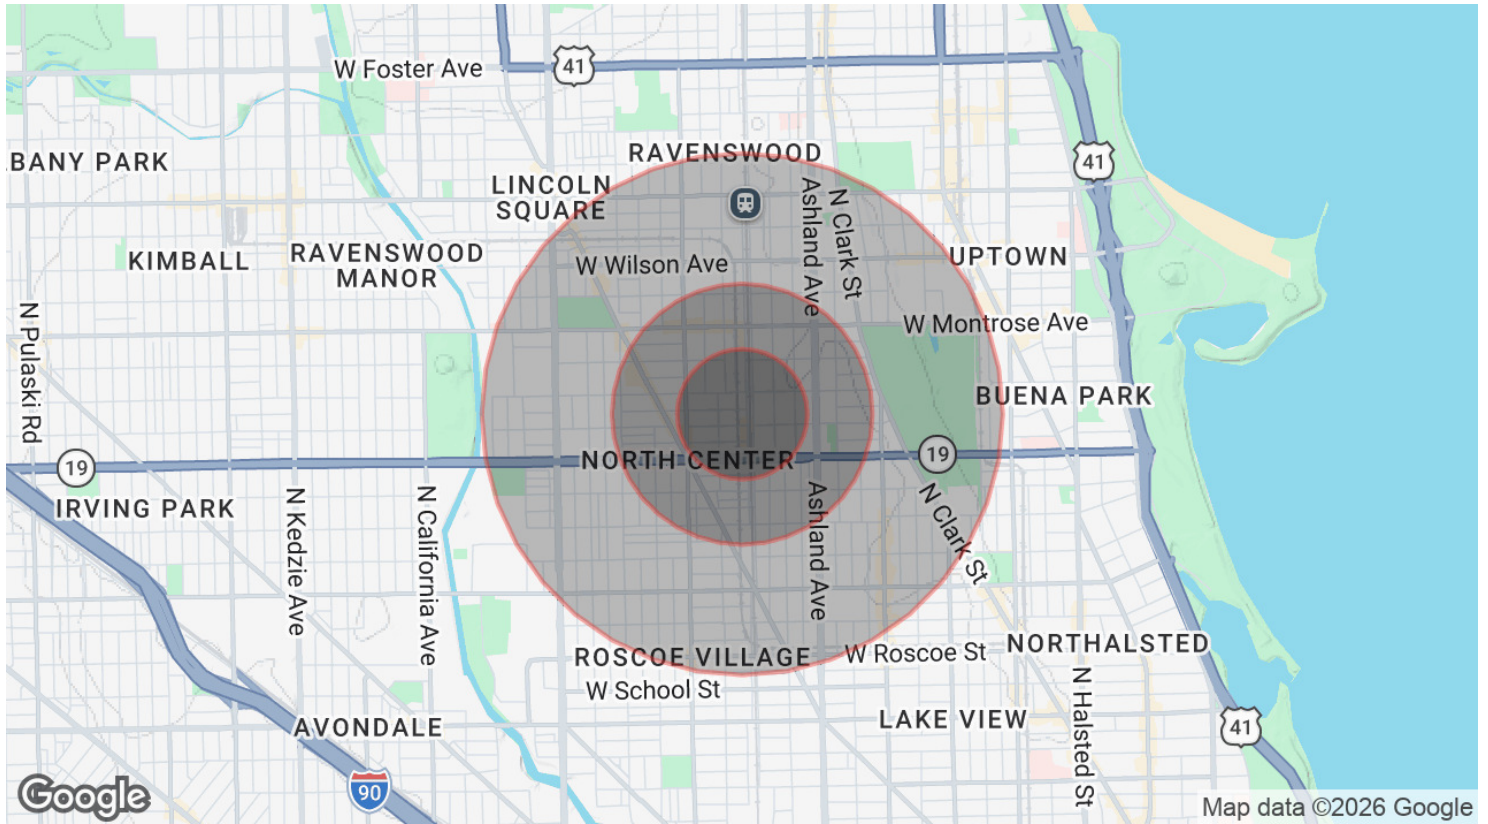 W Foster Ave
41
RAVENSWOOD
BANY PARK
41
LINCOLN
SQUARE
Ashland Ave
N Clark St
KIMBALL
RAVENSWOOD
MANOR
W Wilson Ave
UPTOWN
N Pulaski Rd
W Montrose Ave
BUENA PARK
19
NORTH CENTER
19
IRVING PARK
N Kedzie Ave
N California Ave
Ashland Ave
N Clark St
ROSCOE VILLAGE
W Roscoe St
NORTHALSTED
W School St
N Halsted St
AVONDALE
LAKE VIEW
41
90
Google
Map data ©2026 Google